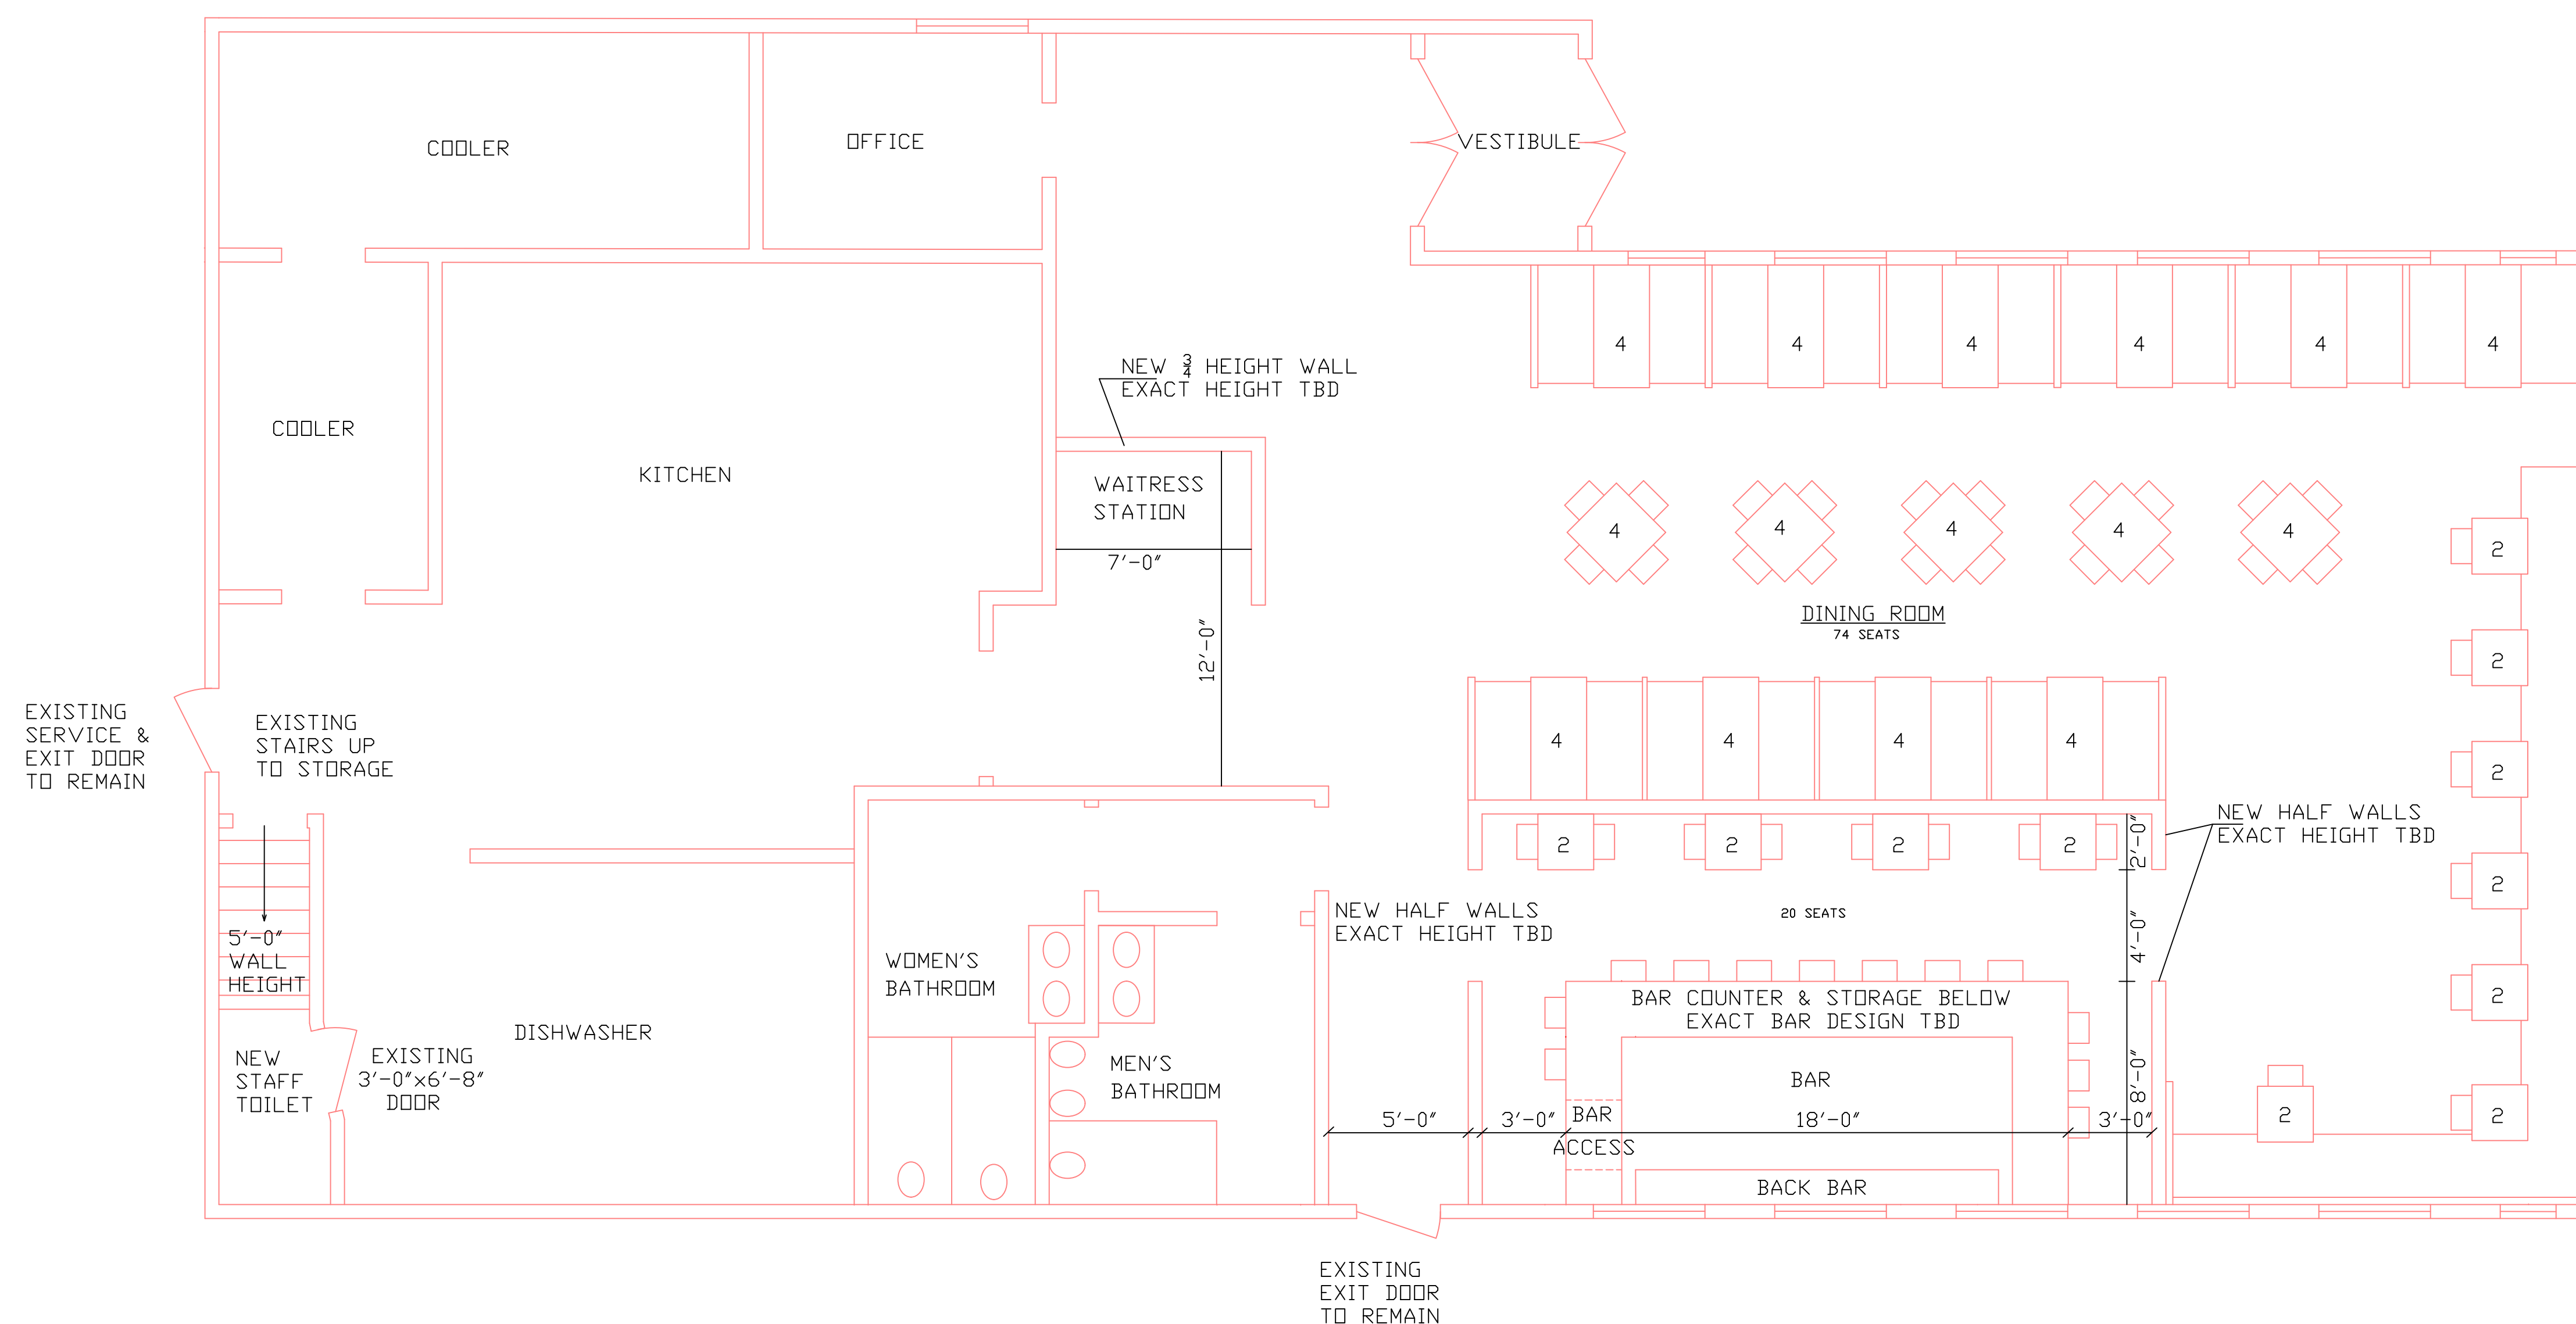 COOLER
OFFICE
VESTIBULE
NEW 3/4 HEIGHT WALL
EXACT HEIGHT TBD
4
4
4
4
4
4
COOLER
KITCHEN
WAITRESS
STATION
7'-0"
12'-0"
4
4
4
4
4
DINING ROOM
74 SEATS
2
2
2
2
2
2
EXISTING
SERVICE &
EXIT DOOR
TO REMAIN
EXISTING
STAIRS UP
TO STORAGE
4
4
4
4
2
2
2
2
2'-0"
4'-0"
8'-0"
NEW HALF WALLS
EXACT HEIGHT TBD
NEW HALF WALLS
EXACT HEIGHT TBD
20 SEATS
5'-0"
WALL
HEIGHT
WOMEN'S
BATHROOM
BAR COUNTER & STORAGE BELOW
EXACT BAR DESIGN TBD
DISHWASHER
NEW
STAFF
TOILET
EXISTING
3'-0"x6'-8"
DOOR
MEN'S
BATHROOM
BAR
5'-0"
3'-0"
BAR
ACCESS
18'-0"
3'-0"
2
BACK BAR
EXISTING
EXIT DOOR
TO REMAIN